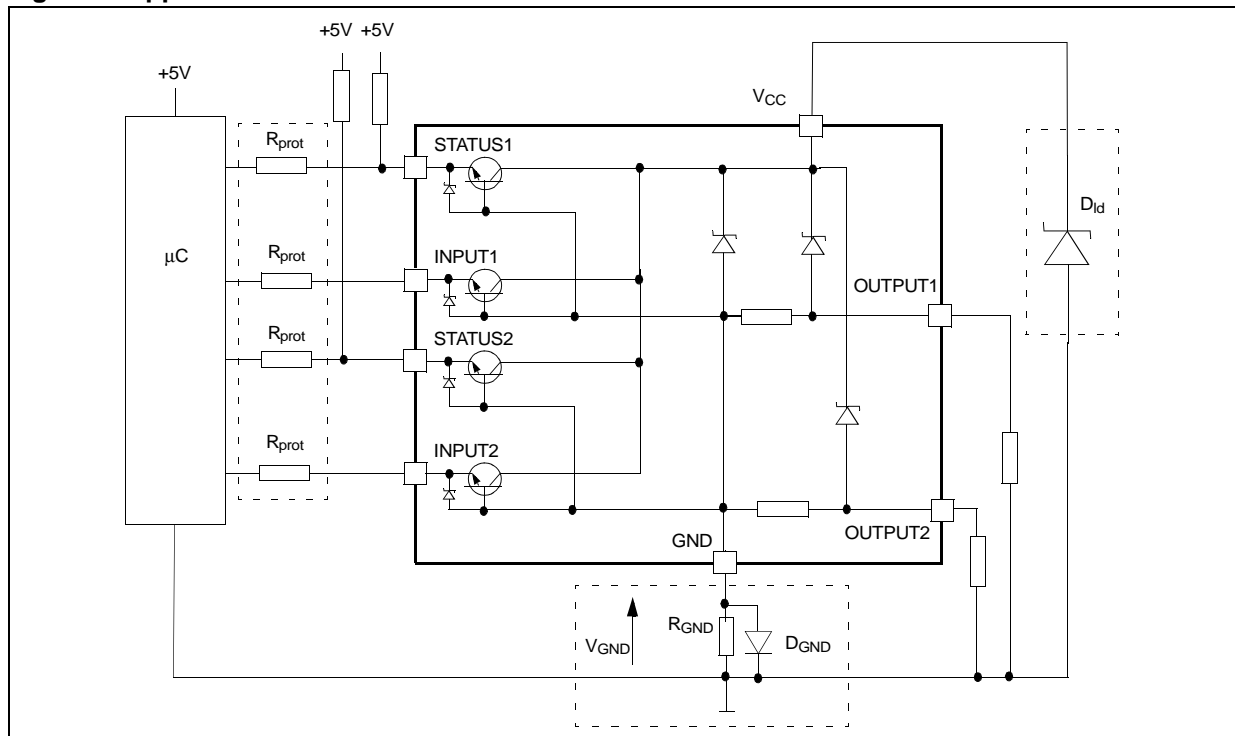 +5V +5V
+5V
VCC
Rprot
STATUS1
Dld
μC
Rprot
INPUT1
OUTPUT1
Rprot
STATUS2
Rprot
INPUT2
GND
OUTPUT2
RGND
VGND
DGND